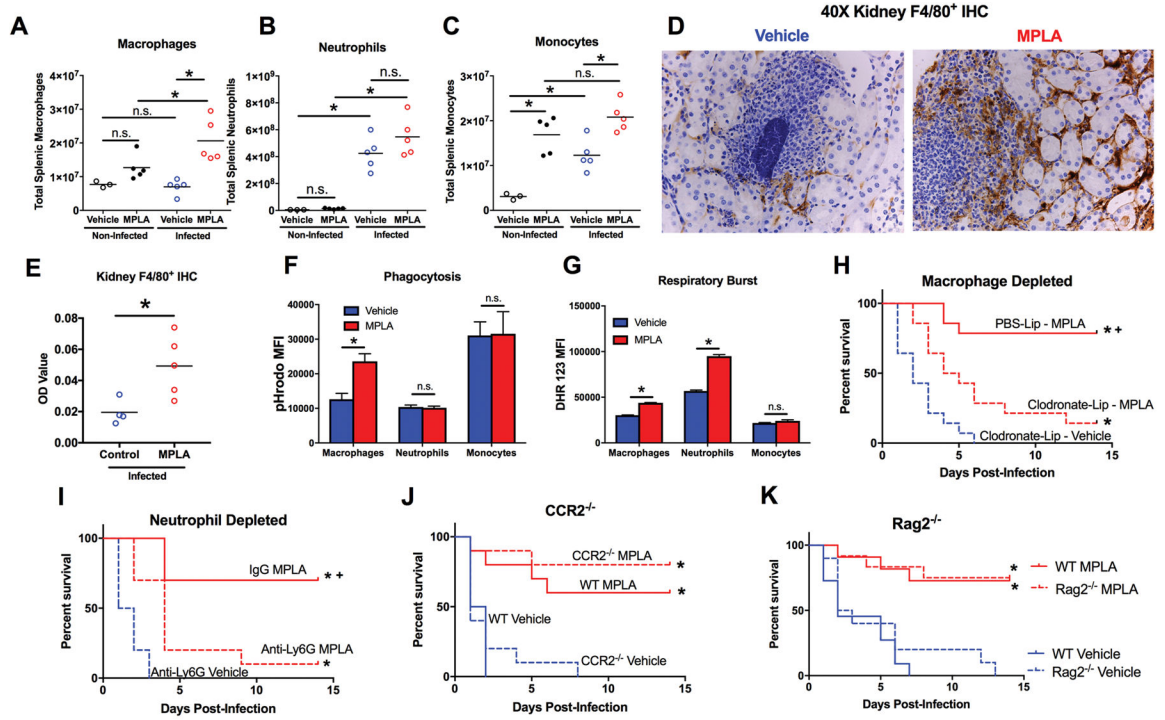 40X Kidney F4/80⁺ IHC
A
Macrophages
Total Splenic Macrophages
4×10⁷
3×10⁷
2×10⁷
1×10⁷
0
*
*
n.s.
n.s.
Vehicle MPLA Vehicle MPLA
Non-Infected Infected
B
Neutrophils
Total Splenic Neutrophils
1×10⁹
8×10⁸
6×10⁸
4×10⁸
2×10⁸
0
n.s.
*
*
n.s.
Vehicle MPLA Vehicle MPLA
Non-Infected Infected
C
Monocytes
Total Splenic Monocytes
3×10⁷
2×10⁷
1×10⁷
0
*
n.s.
*
*
Vehicle MPLA Vehicle MPLA
Non-Infected Infected
D
Vehicle MPLA
E
Kidney F4/80⁺ IHC
OD Value
0.08
0.06
0.04
0.02
0.00
*
Control MPLA
Infected
F
Phagocytosis
pHrodo MFI
40000
30000
20000
10000
0
Vehicle
MPLA
n.s.
*
n.s.
Macrophages Neutrophils Monocytes
G
Respiratory Burst
DHR 123 MFI
150000
100000
50000
0
Vehicle
MPLA
*
*
n.s.
Macrophages Neutrophils Monocytes
H
Macrophage Depleted
Percent survival
100
50
0
PBS-Lip - MPLA
* +
Clodronate-Lip - MPLA
*
Clodronate-Lip - Vehicle
0 5 10 15
Days Post-Infection
I
Neutrophil Depleted
Percent survival
100
50
0
IgG MPLA
* +
Anti-Ly6G MPLA
*
Anti-Ly6G Vehicle
0 5 10 15
Days Post-Infection
J
CCR2⁻/⁻
Percent survival
100
50
0
CCR2⁻/⁻ MPLA
*
WT MPLA
*
WT Vehicle
CCR2⁻/⁻ Vehicle
0 5 10 15
Days Post-Infection
K
Rag2⁻/⁻
Percent survival
100
50
0
*
*
WT MPLA
Rag2⁻/⁻ MPLA
WT Vehicle
Rag2⁻/⁻ Vehicle
0 5 10 15
Days Post-Infection